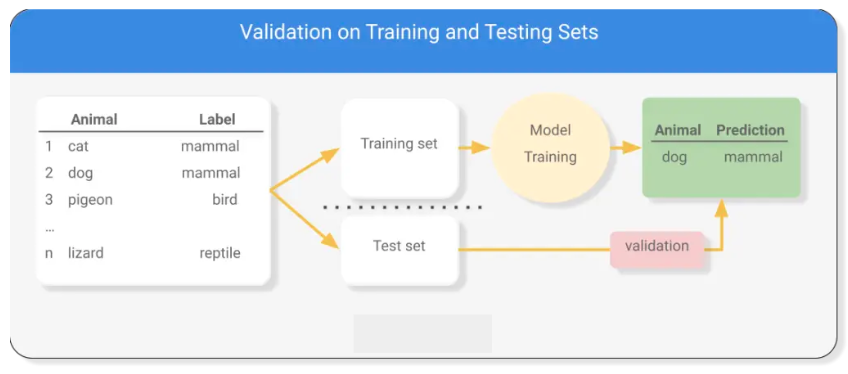 Validation on Training and Testing Sets
Animal Label
1 cat mammal
2 dog mammal
3 pigeon bird
...
n lizard reptile
Training set
Test set
Model
Training
validation
Animal Prediction
dog mammal